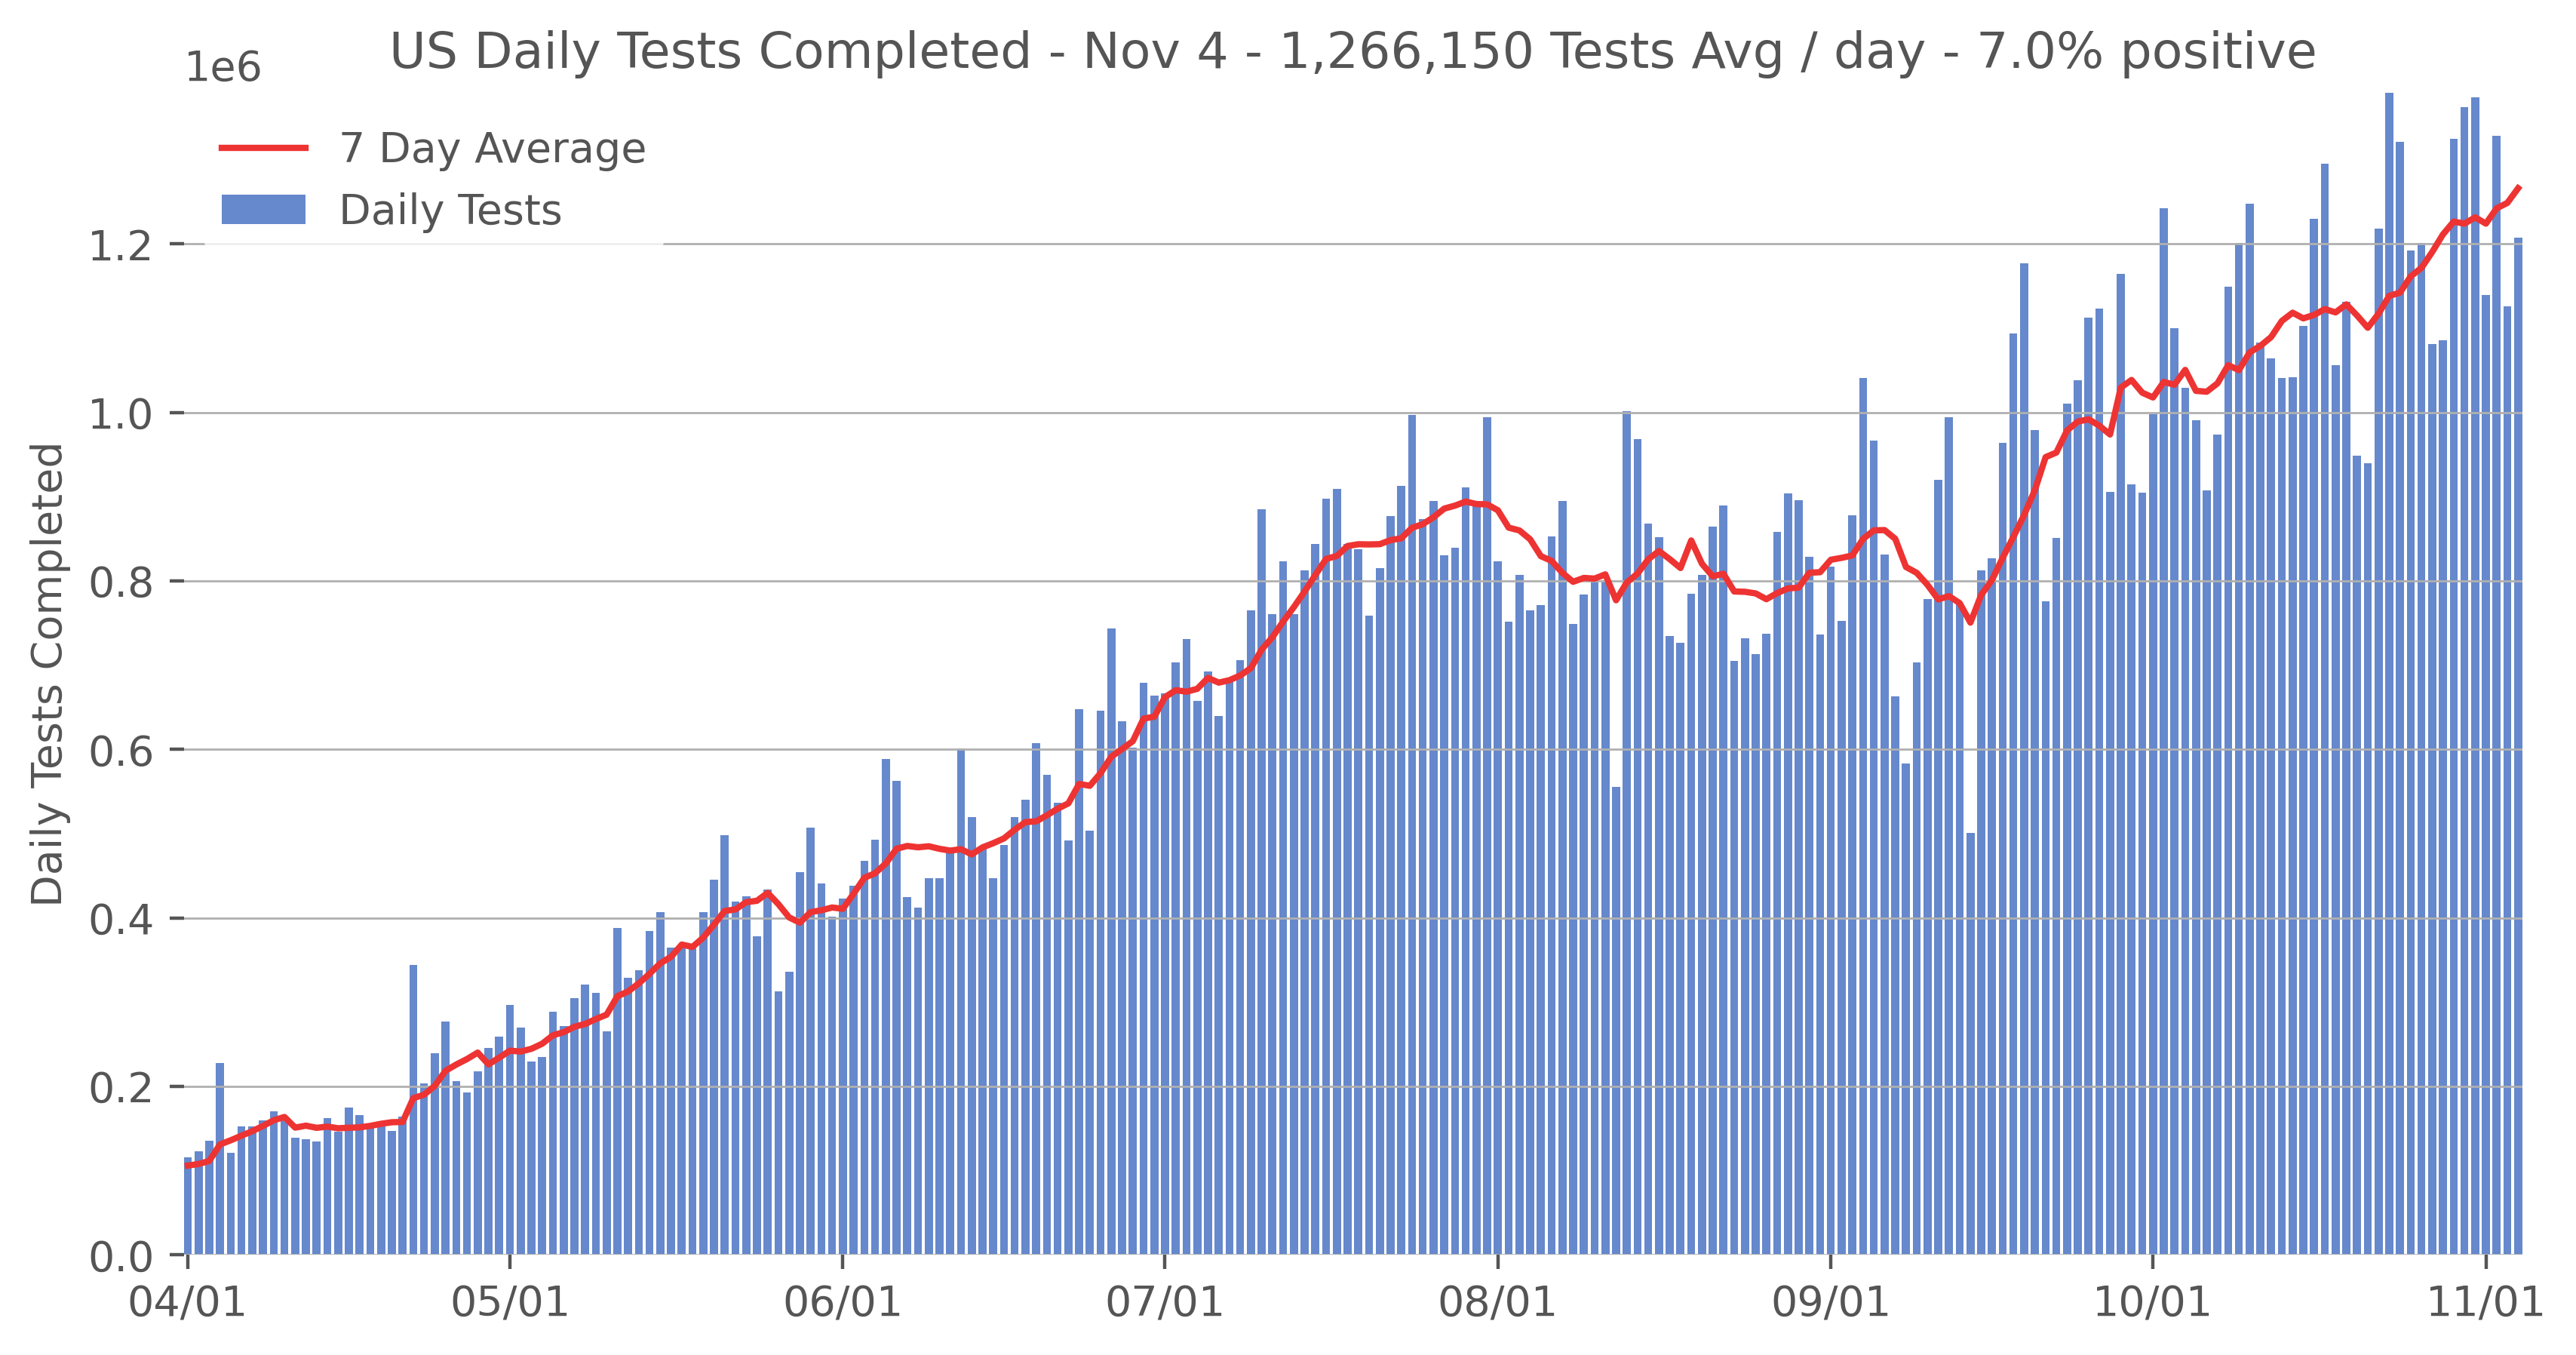 US Daily Tests Completed - Nov 4 - 1,266,150 Tests Avg / day - 7.0% positive
1e6
7 Day Average
Daily Tests
1.2
1.0
0.8
0.6
0.4
0.2
0.0
Daily Tests Completed
04/01 05/01 06/01 07/01 08/01 09/01 10/01 11/01